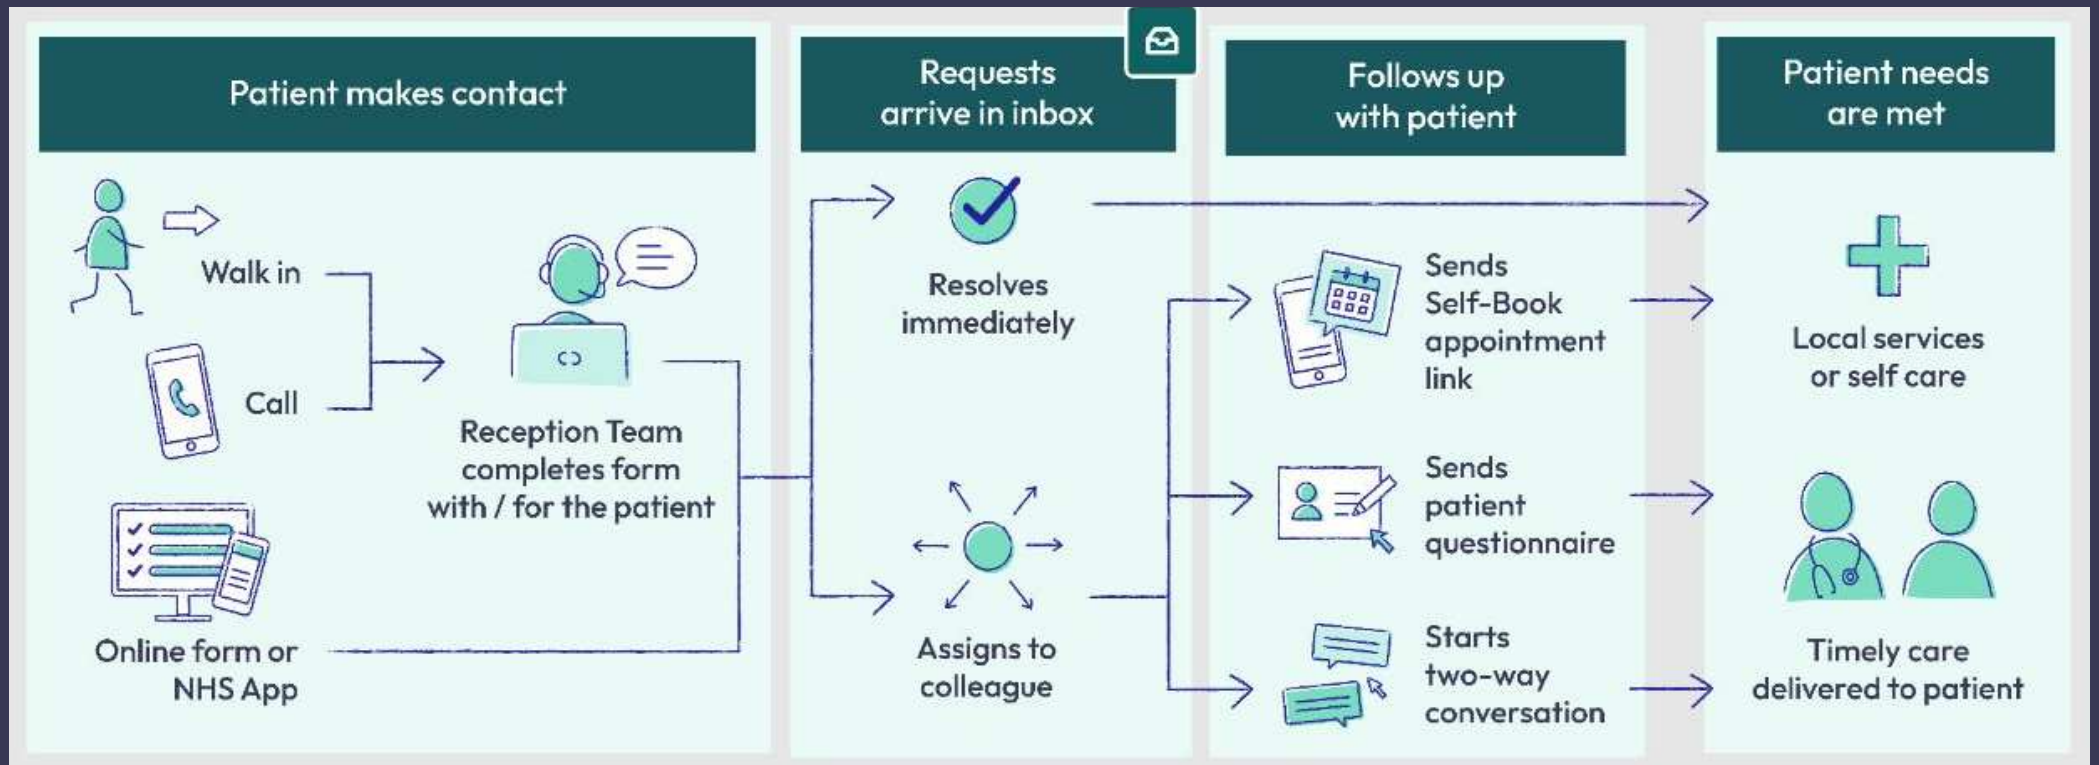 Patient makes contact
Walk in
Call
Online form or
NHS App
Reception Team
completes form
with / for the patient
Requests
arrive in inbox
Resolves
immediately
Assigns to
colleague
Follows up
with patient
Sends
Self-Book
appointment
link
Sends
patient
questionnaire
Starts
two-way
conversation
Patient needs
are met
Local services
or self care
Timely care
delivered to patient